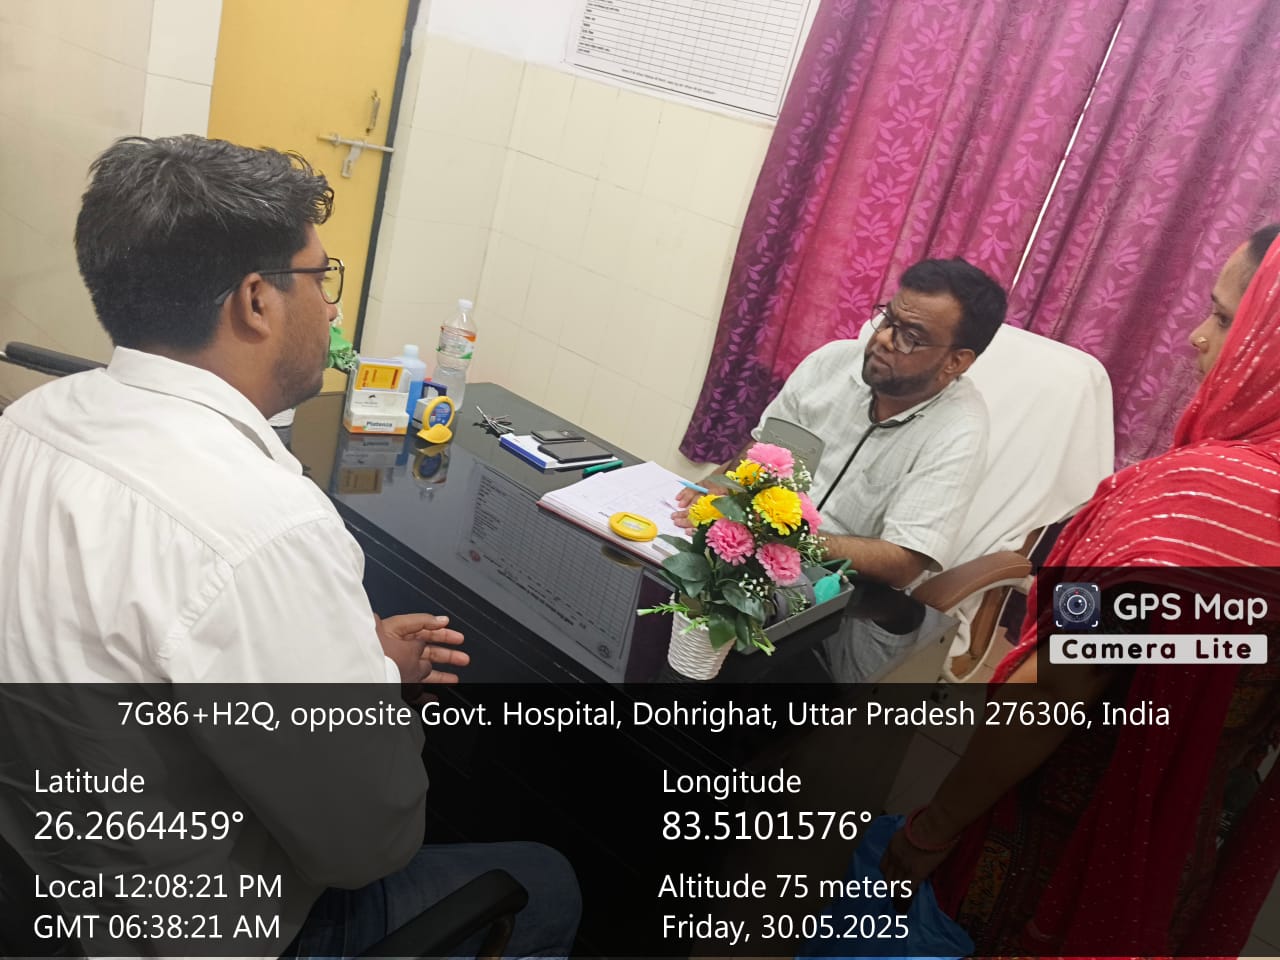 Platenza
GPS Map
Camera Lite
7G86+H2Q, opposite Govt. Hospital, Dohrighat, Uttar Pradesh 276306, India
Latitude
26.2664459°
Longitude
83.5101576°
Local 12:08:21 PM
GMT 06:38:21 AM
Altitude 75 meters
Friday, 30.05.2025